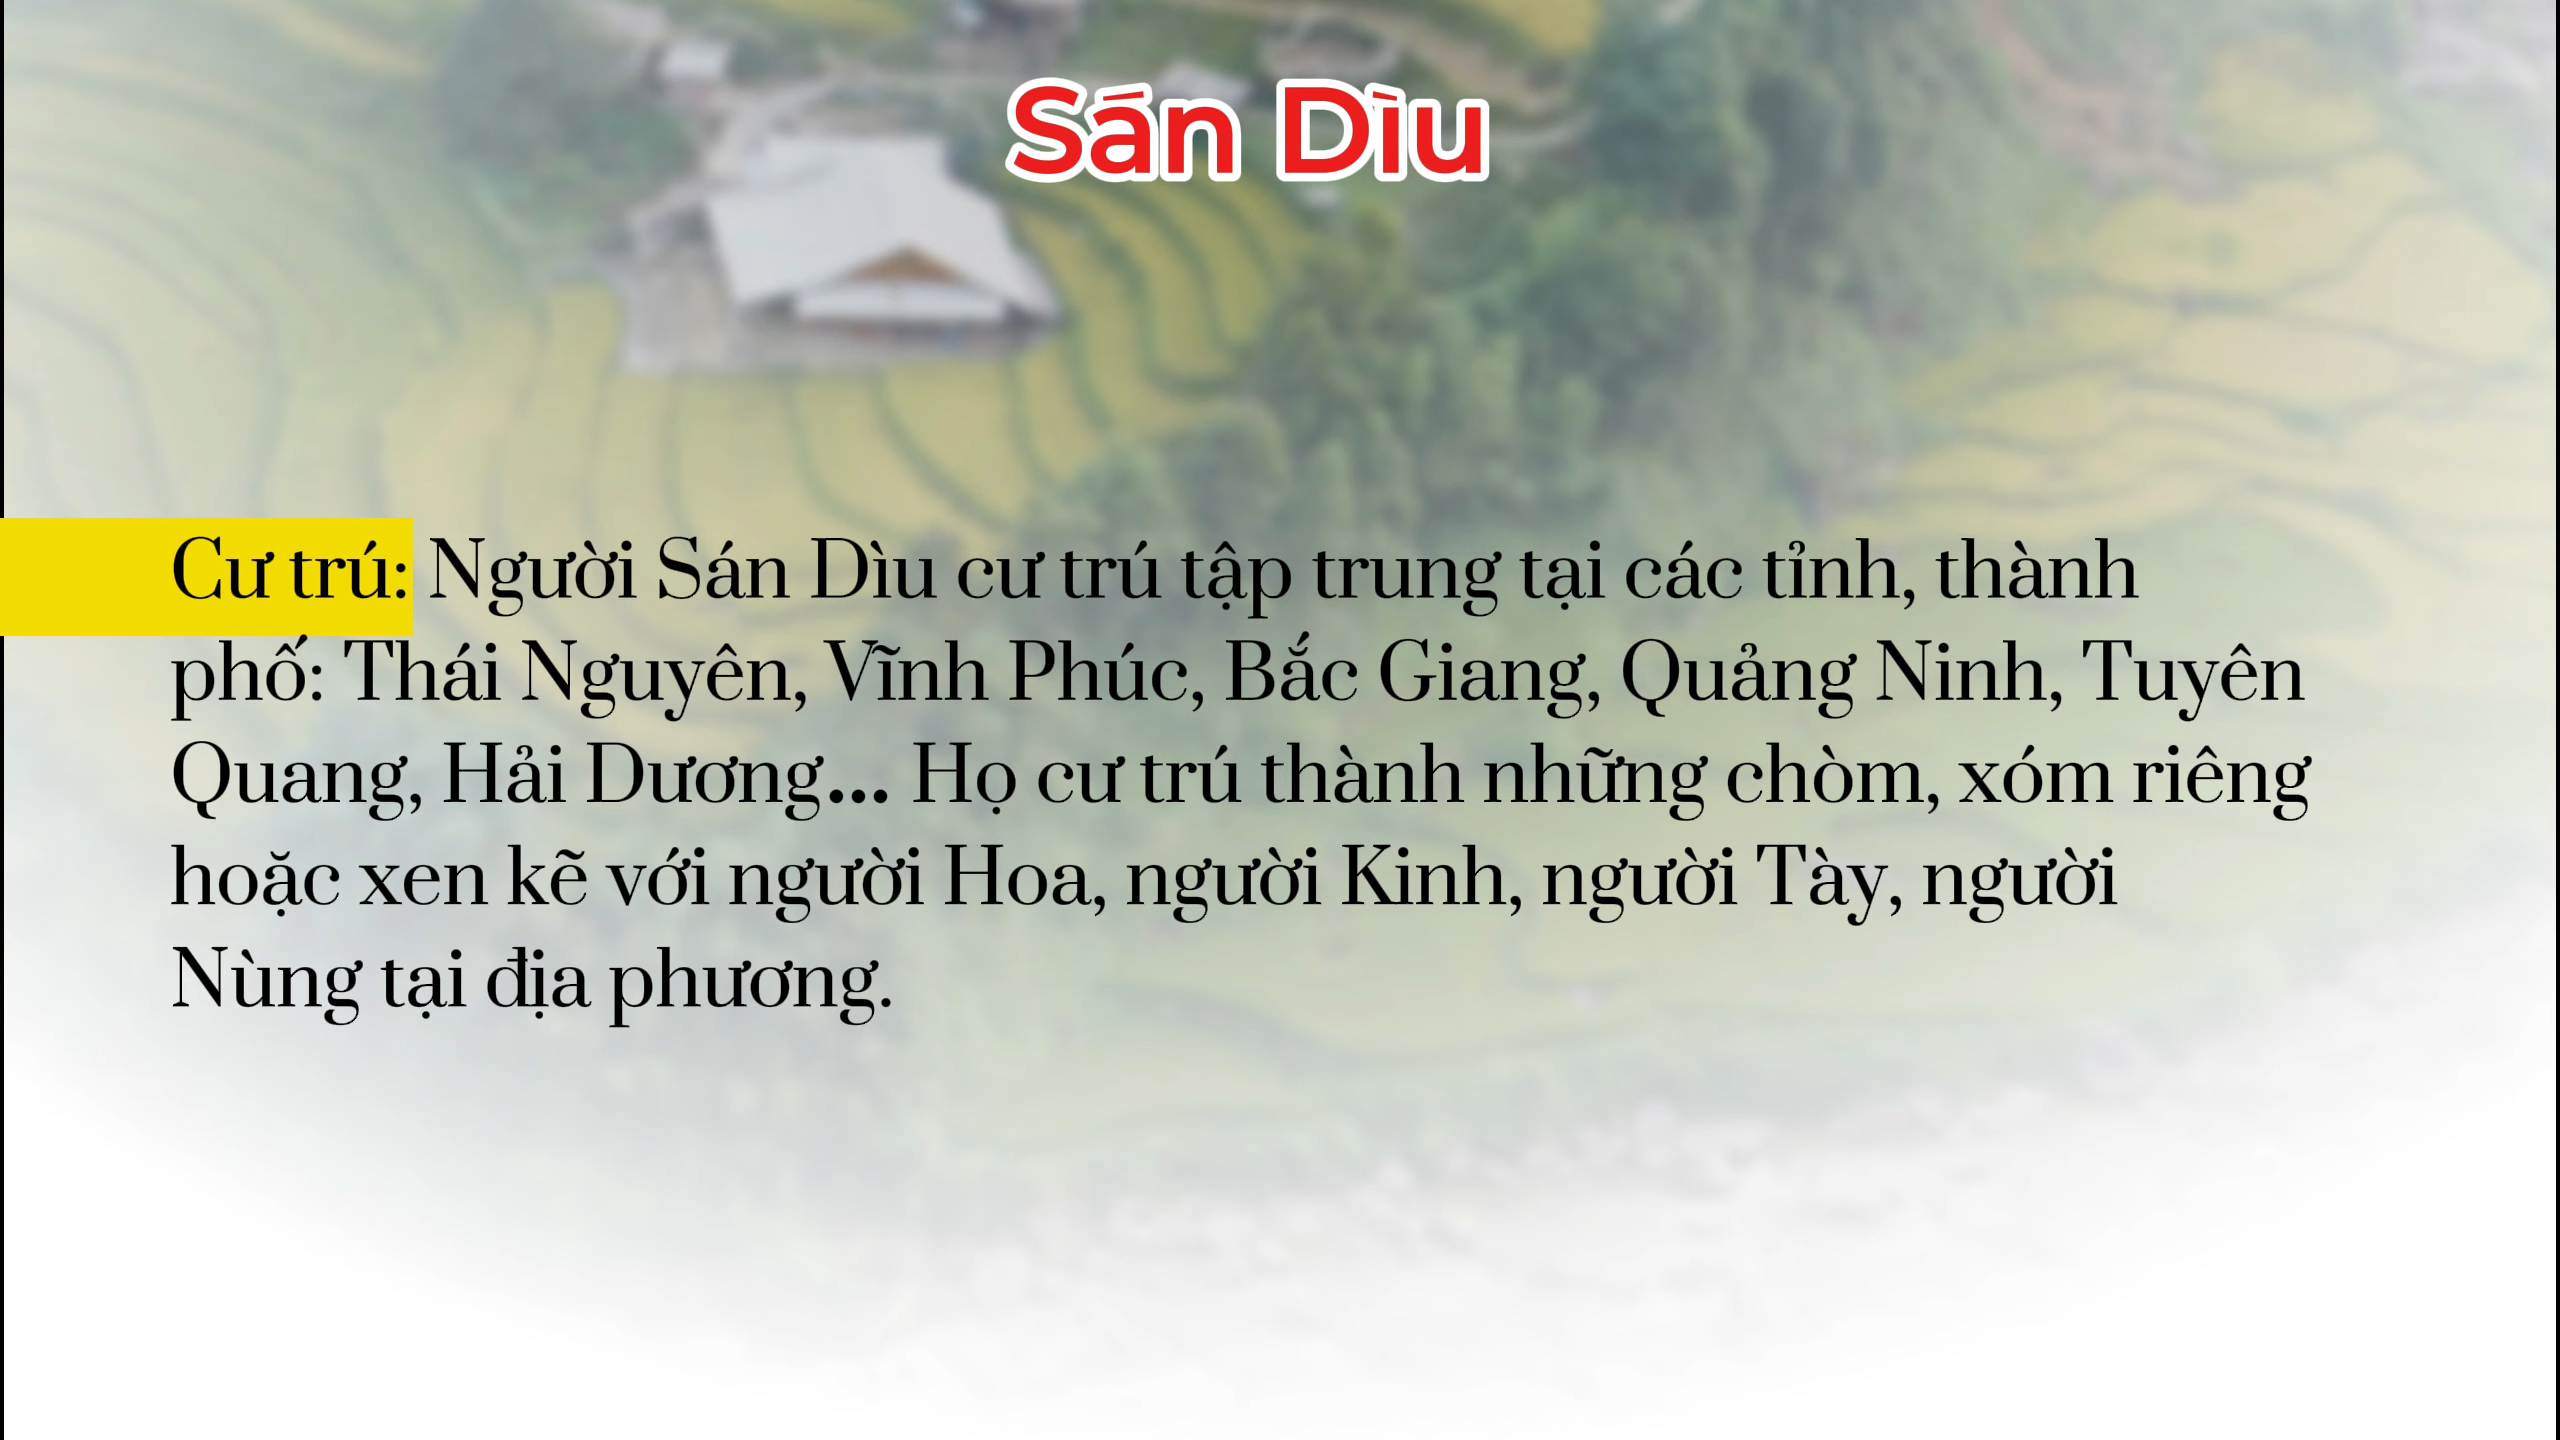 Sán Dìu
Cư trú: Người Sán Dìu cư trú tập trung tại các tỉnh, thành
phố: Thái Nguyên, Vĩnh Phúc, Bắc Giang, Quảng Ninh, Tuyên
Quang, Hải Dương... Họ cư trú thành những chòm, xóm riêng
hoặc xen kẽ với người Hoa, người Kinh, người Tày, người
Nùng tại địa phương.